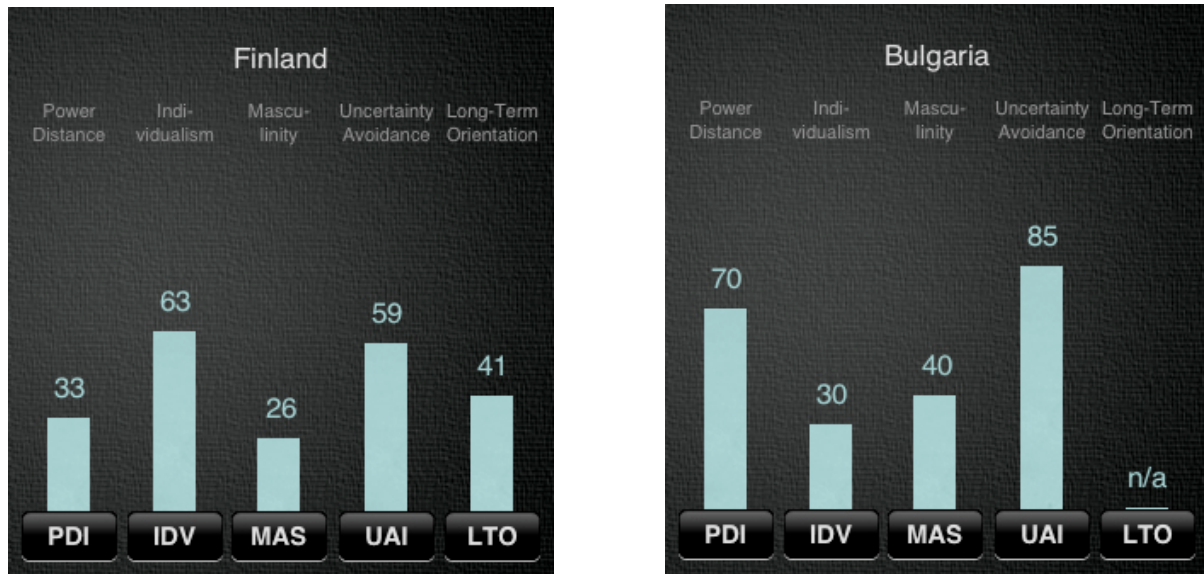 Finland
Power Indi- Mascu- Uncertainty Long-Term
Distance vidualism linity Avoidance Orientation
63
59
41
33
26
PDI IDV MAS UAI LTO
Bulgaria
Power Indi- Mascu- Uncertainty Long-Term
Distance vidualism linity Avoidance Orientation
85
70
40
30
n/a
PDI IDV MAS UAI LTO